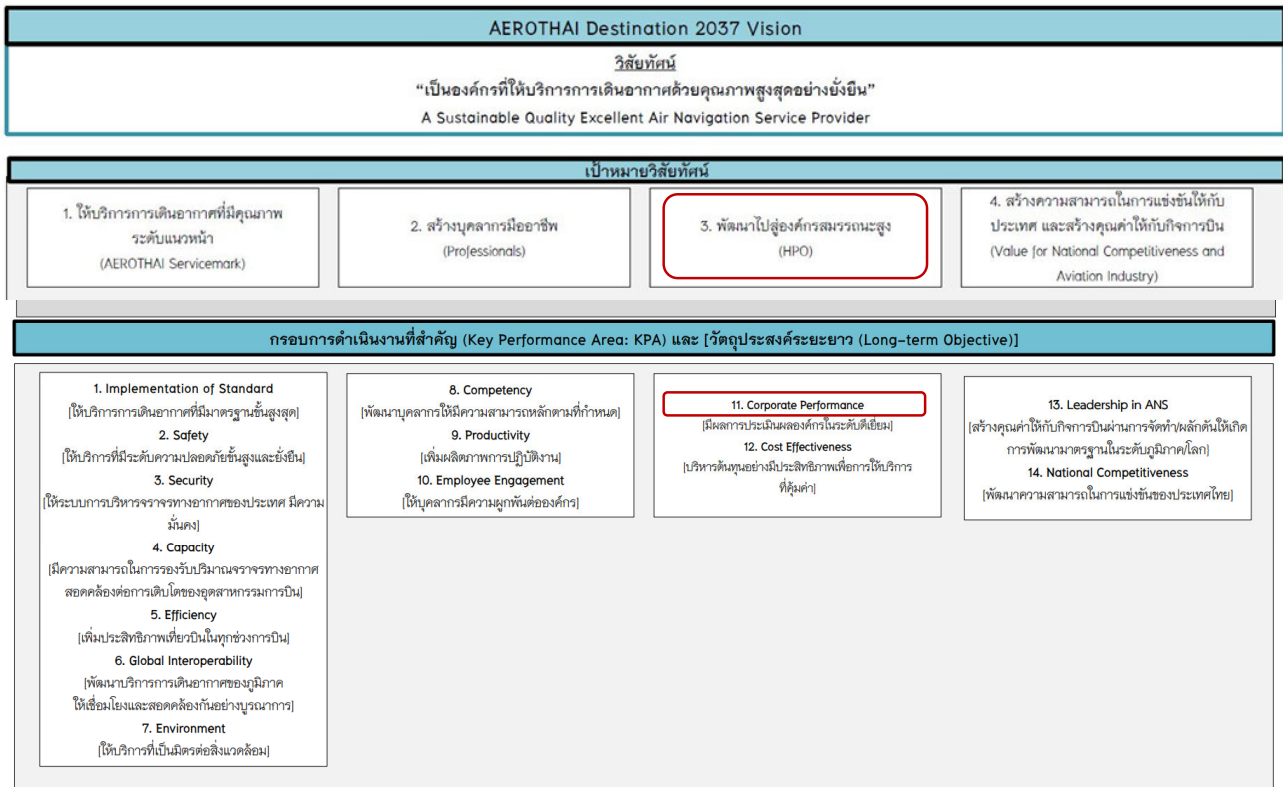 AEROTHAI Destination 2037 Vision
วิสัยทัศน์
“เป็นองค์กรที่ให้บริการการเดินอากาศด้วยคุณภาพสูงสุดอย่างยั่งยืน”
A Sustainable Quality Excellent Air Navigation Service Provider
เป้าหมายวิสัยทัศน์
1. ให้บริการการเดินอากาศที่มีคุณภาพ
ระดับแนวหน้า
(AEROTHAI Servicemark)
2. สร้างบุคลากรมืออาชีพ
(Professionals)
3. พัฒนาไปสู่องค์กรสมรรถนะสูง
(HPO)
4. สร้างความสามารถในการแข่งขันให้กับ
ประเทศ และสร้างคุณค่าให้กับกิจการบิน
(Value for National Competitiveness and
Aviation Industry)
กรอบการดำเนินงานที่สำคัญ (Key Performance Area: KPA) และ [วัตถุประสงค์ระยะยาว (Long-term Objective)]
1. Implementation of Standard
[ให้บริการการเดินอากาศที่มีมาตรฐานขั้นสูงสุด]
2. Safety
[ให้บริการที่มีระดับความปลอดภัยขั้นสูงและยั่งยืน]
3. Security
[ให้ระบบการบริหารจราจรทางอากาศของประเทศ มีความ
มั่นคง]
4. Capacity
[มีความสามารถในการรองรับปริมาณจราจรทางอากาศ
สอดคล้องต่อการเติบโตของอุตสาหกรรมการบิน]
5. Efficiency
[เพิ่มประสิทธิภาพเที่ยวบินในทุกช่วงการบิน]
6. Global Interoperability
[พัฒนาบริการการเดินอากาศของภูมิภาค
ให้เชื่อมโยงและสอดคล้องกันอย่างบูรณาการ]
7. Environment
[ให้บริการที่เป็นมิตรต่อสิ่งแวดล้อม]
8. Competency
[พัฒนาบุคลากรให้มีความสามารถหลักตามที่กำหนด]
9. Productivity
[เพิ่มผลิตภาพการปฏิบัติงาน]
10. Employee Engagement
[ให้บุคลากรมีความผูกพันต่อองค์กร]
11. Corporate Performance
[มีผลการประเมินผลองค์กรในระดับดีเยี่ยม]
12. Cost Effectiveness
[บริหารต้นทุนอย่างมีประสิทธิภาพเพื่อการให้บริการ
ที่คุ้มค่า]
13. Leadership in ANS
[สร้างคุณค่าให้กับกิจการบินผ่านการจัดทำ/ผลักดันให้เกิด
การพัฒนามาตรฐานในระดับภูมิภาค/โลก]
14. National Competitiveness
[พัฒนาความสามารถในการแข่งขันของประเทศไทย]